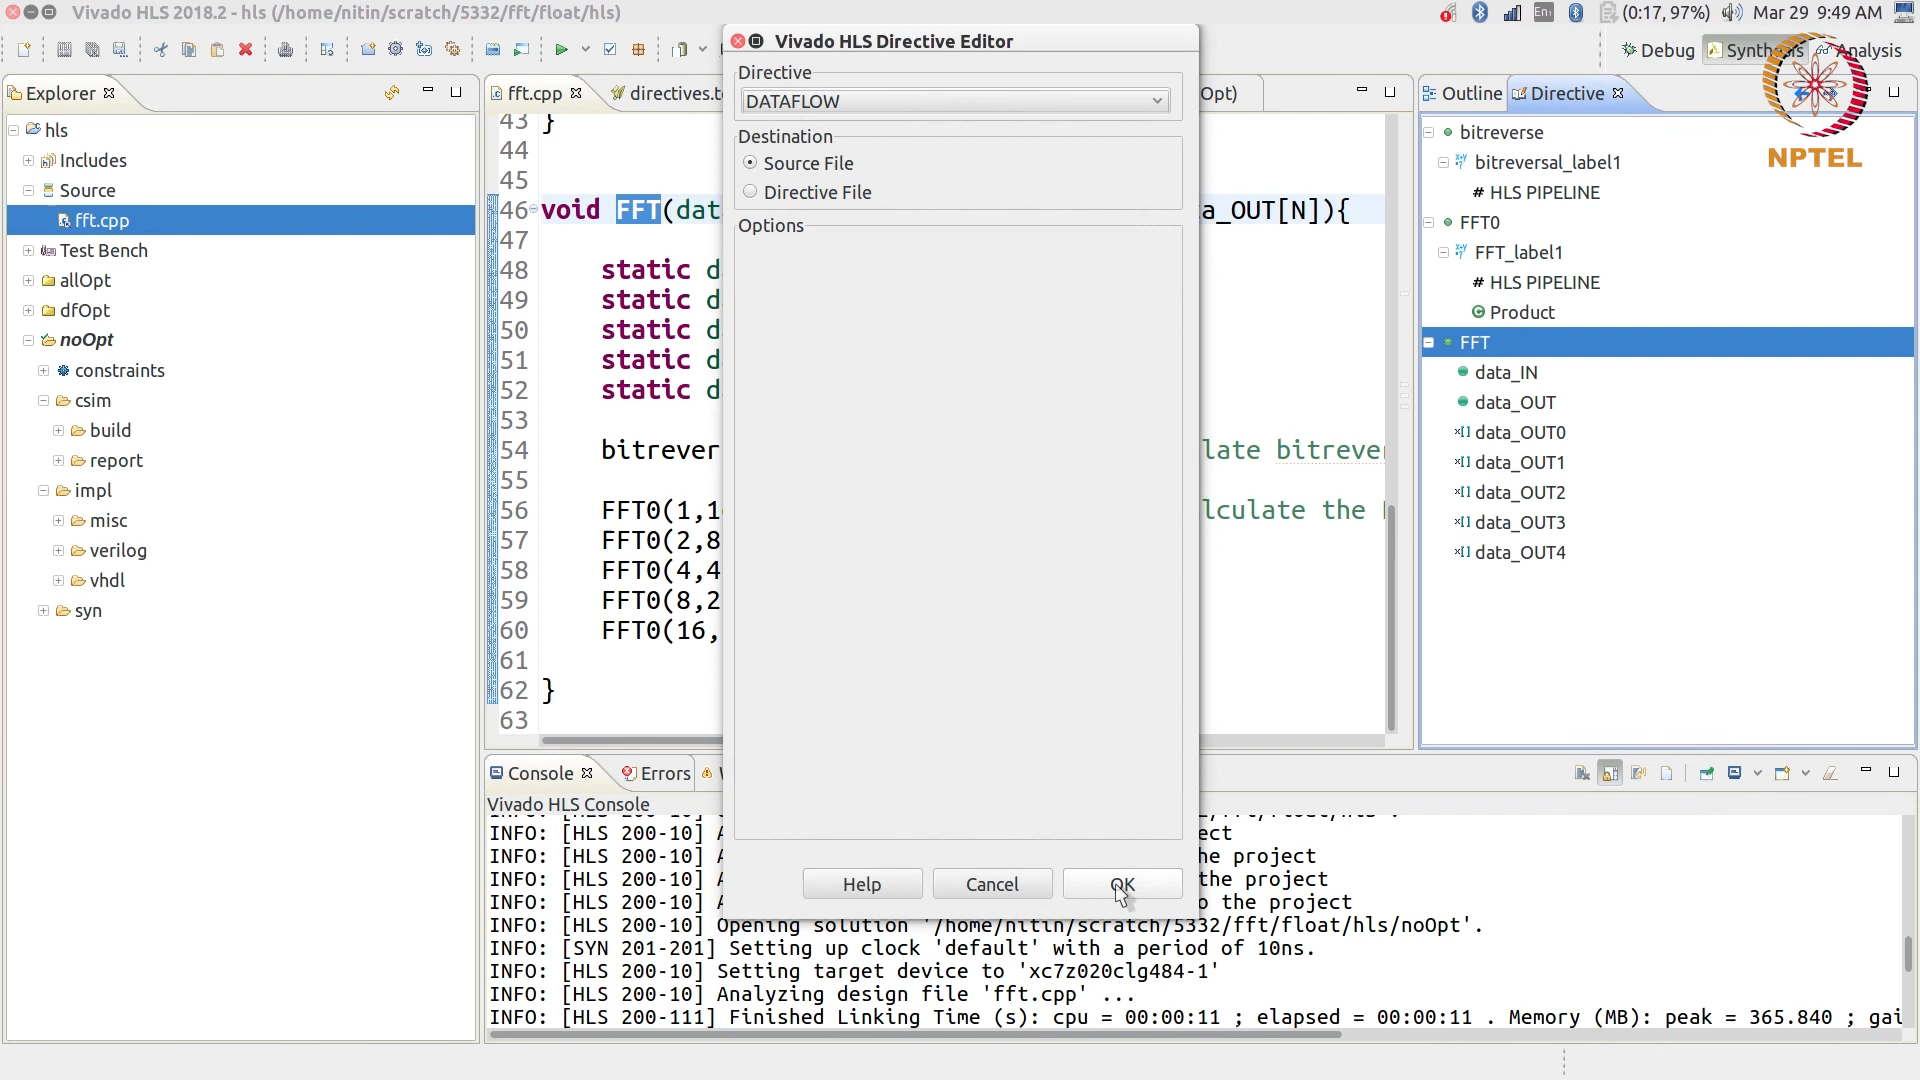 Vivado HLS 2018.2 - hls (/home/nitin/scratch/5332/fft/float/hls)
(0:17, 97%) Mar 29 9:49 AM
En1
Debug
Synthesis
Analysis
NPTEL
Explorer
hls
Includes
Source
fft.cpp
Test Bench
allOpt
dfOpt
noOpt
constraints
csim
build
report
impl
misc
verilog
vhdl
syn
fft.cpp
directives.t
Opt)
43 }
44
45
46 void FFT(dat a_OUT[N]){
47
48 static d
49 static d
50 static d
51 static d
52 static d
53
54 bitrever late bitrever
55
56 FFT0(1,1 lculate the
57 FFT0(2,8
58 FFT0(4,4
59 FFT0(8,2
60 FFT0(16,
61
62 }
63
Vivado HLS Directive Editor
Directive
DATAFLOW
Destination
Source File
Directive File
Options
Help
Cancel
OK
Outline
Directive
bitreverse
bitreversal_label1
# HLS PIPELINE
FFT0
FFT_label1
# HLS PIPELINE
Product
FFT
data_IN
data_OUT
data_OUT0
data_OUT1
data_OUT2
data_OUT3
data_OUT4
Console
Errors
Vivado HLS Console
INFO: [HLS 200-10] ect
INFO: [HLS 200-10] he project
INFO: [HLS 200-10] the project
INFO: [HLS 200-10] o the project
INFO: [HLS 200-10] Opening solution '/home/nitin/scratch/5332/fft/float/hls/noOpt'.
INFO: [SYN 201-201] Setting up clock 'default' with a period of 10ns.
INFO: [HLS 200-10] Setting target device to 'xc7z020clg484-1'
INFO: [HLS 200-10] Analyzing design file 'fft.cpp' ...
INFO: [HLS 200-111] Finished Linking Time (s): cpu = 00:00:11 ; elapsed = 00:00:11 . Memory (MB): peak = 365.840 ; gai